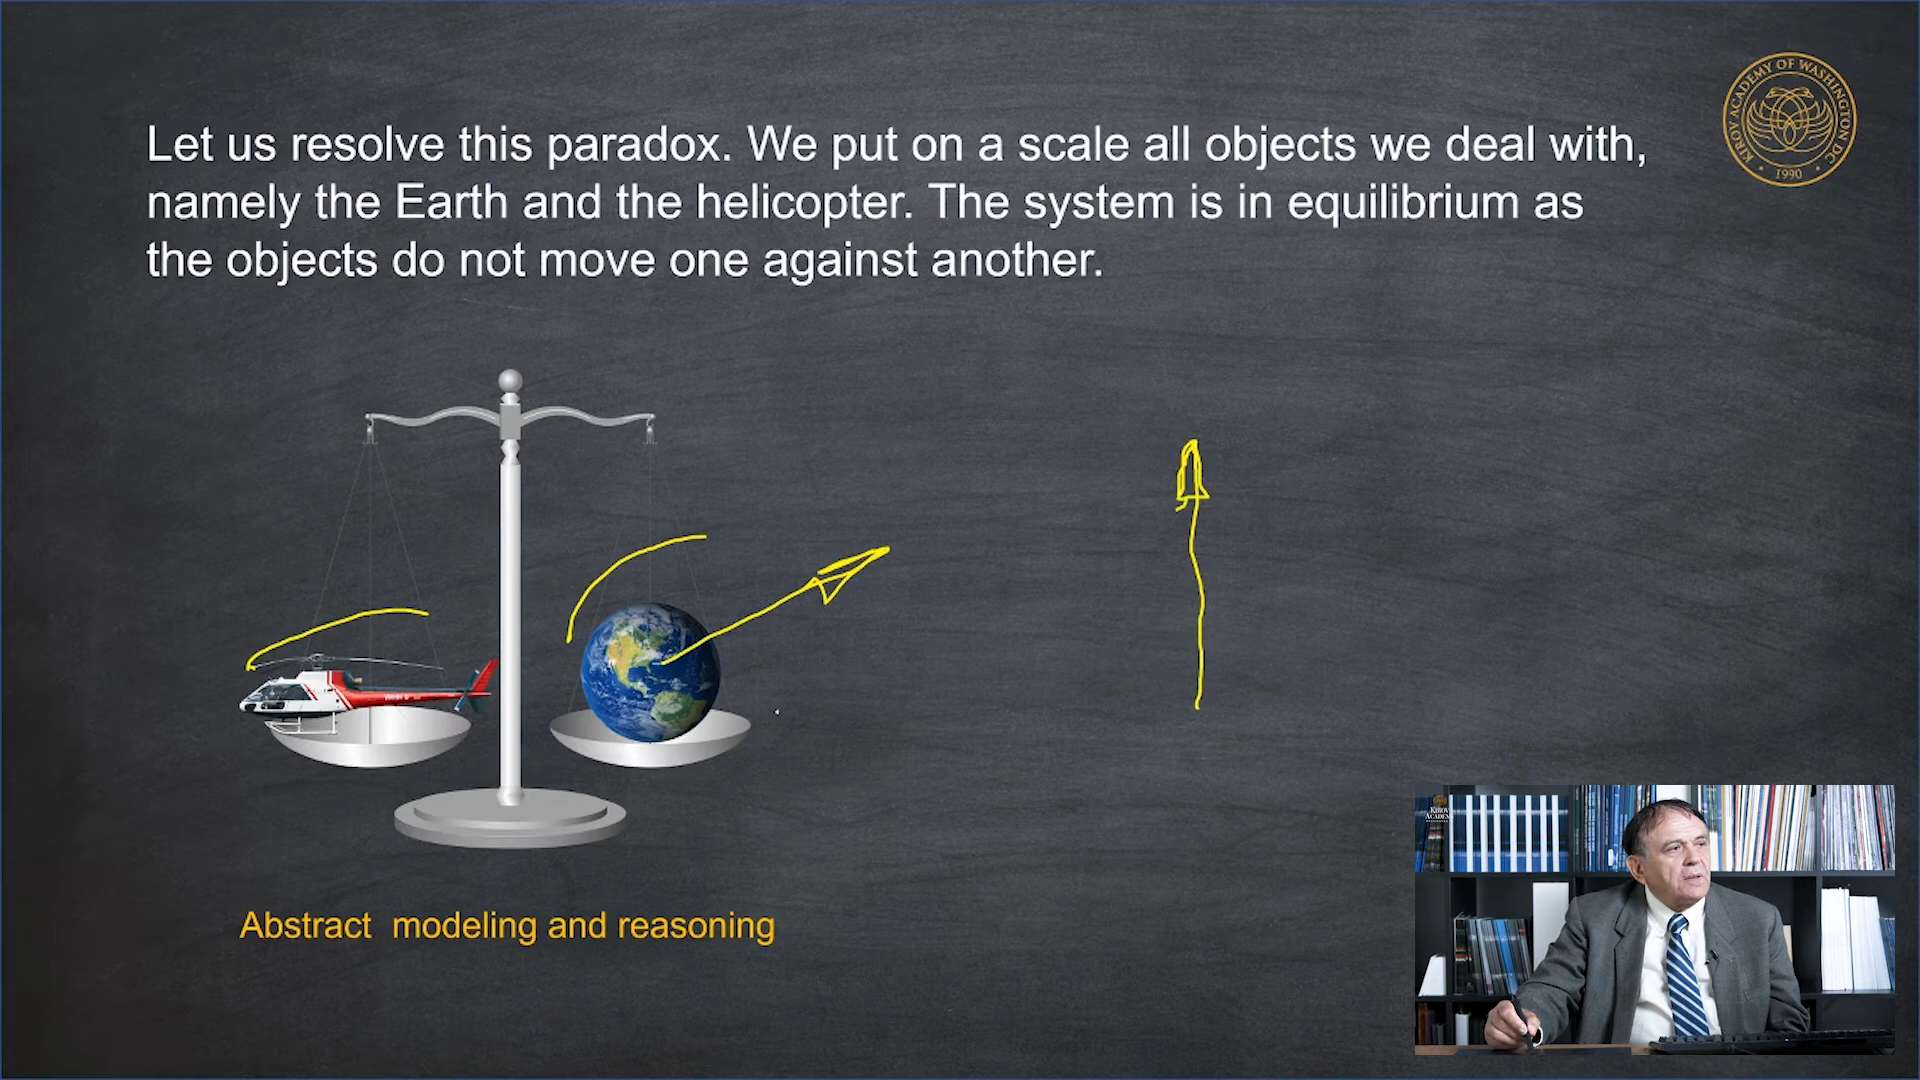 Let us resolve this paradox. We put on a scale all objects we deal with,
namely the Earth and the helicopter. The system is in equilibrium as
the objects do not move one against another.
KIROV ACADEMY OF WASHINGTON DC
1990
Abstract modeling and reasoning